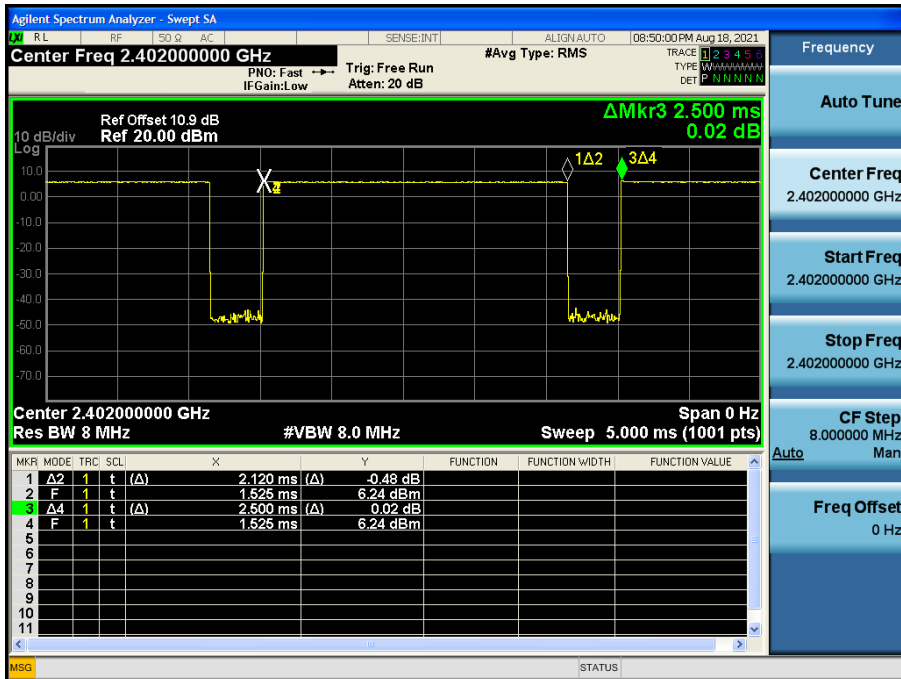 Agilent Spectrum Analyzer - Swept SA
LXI RL RF 50 Ω AC SENSE:INT ALIGNAUTO 08:50:00 PM Aug 18, 2021
Center Freq 2.402000000 GHz #Avg Type: RMS TRACE 1 2 3 4 5 6
PNO: Fast Trig: Free Run TYPE WWWWWW
IFGain:Low Atten: 20 dB DET P N N N N N
Frequency
Auto Tune
Center Freq
2.402000000 GHz
Start Freq
2.402000000 GHz
Stop Freq
2.402000000 GHz
CF Step
8.000000 MHz
Auto Man
Freq Offset
0 Hz
ΔMkr3 2.500 ms
0.02 dB
Ref Offset 10.9 dB
10 dB/div Ref 20.00 dBm
Log
1Δ2 3Δ4
10.0
0.00
-10.0
-20.0
-30.0
-40.0
-50.0
-60.0
-70.0
Center 2.402000000 GHz Span 0 Hz
Res BW 8 MHz #VBW 8.0 MHz Sweep 5.000 ms (1001 pts)
MKR MODE TRC SCL X Y FUNCTION FUNCTION WIDTH FUNCTION VALUE
1 Δ2 1 t (Δ) 2.120 ms (Δ) -0.48 dB
2 F 1 t 1.525 ms 6.24 dBm
3 Δ4 1 t (Δ) 2.500 ms (Δ) 0.02 dB
4 F 1 t 1.525 ms 6.24 dBm
5
6
7
8
9
10
11
MSG STATUS